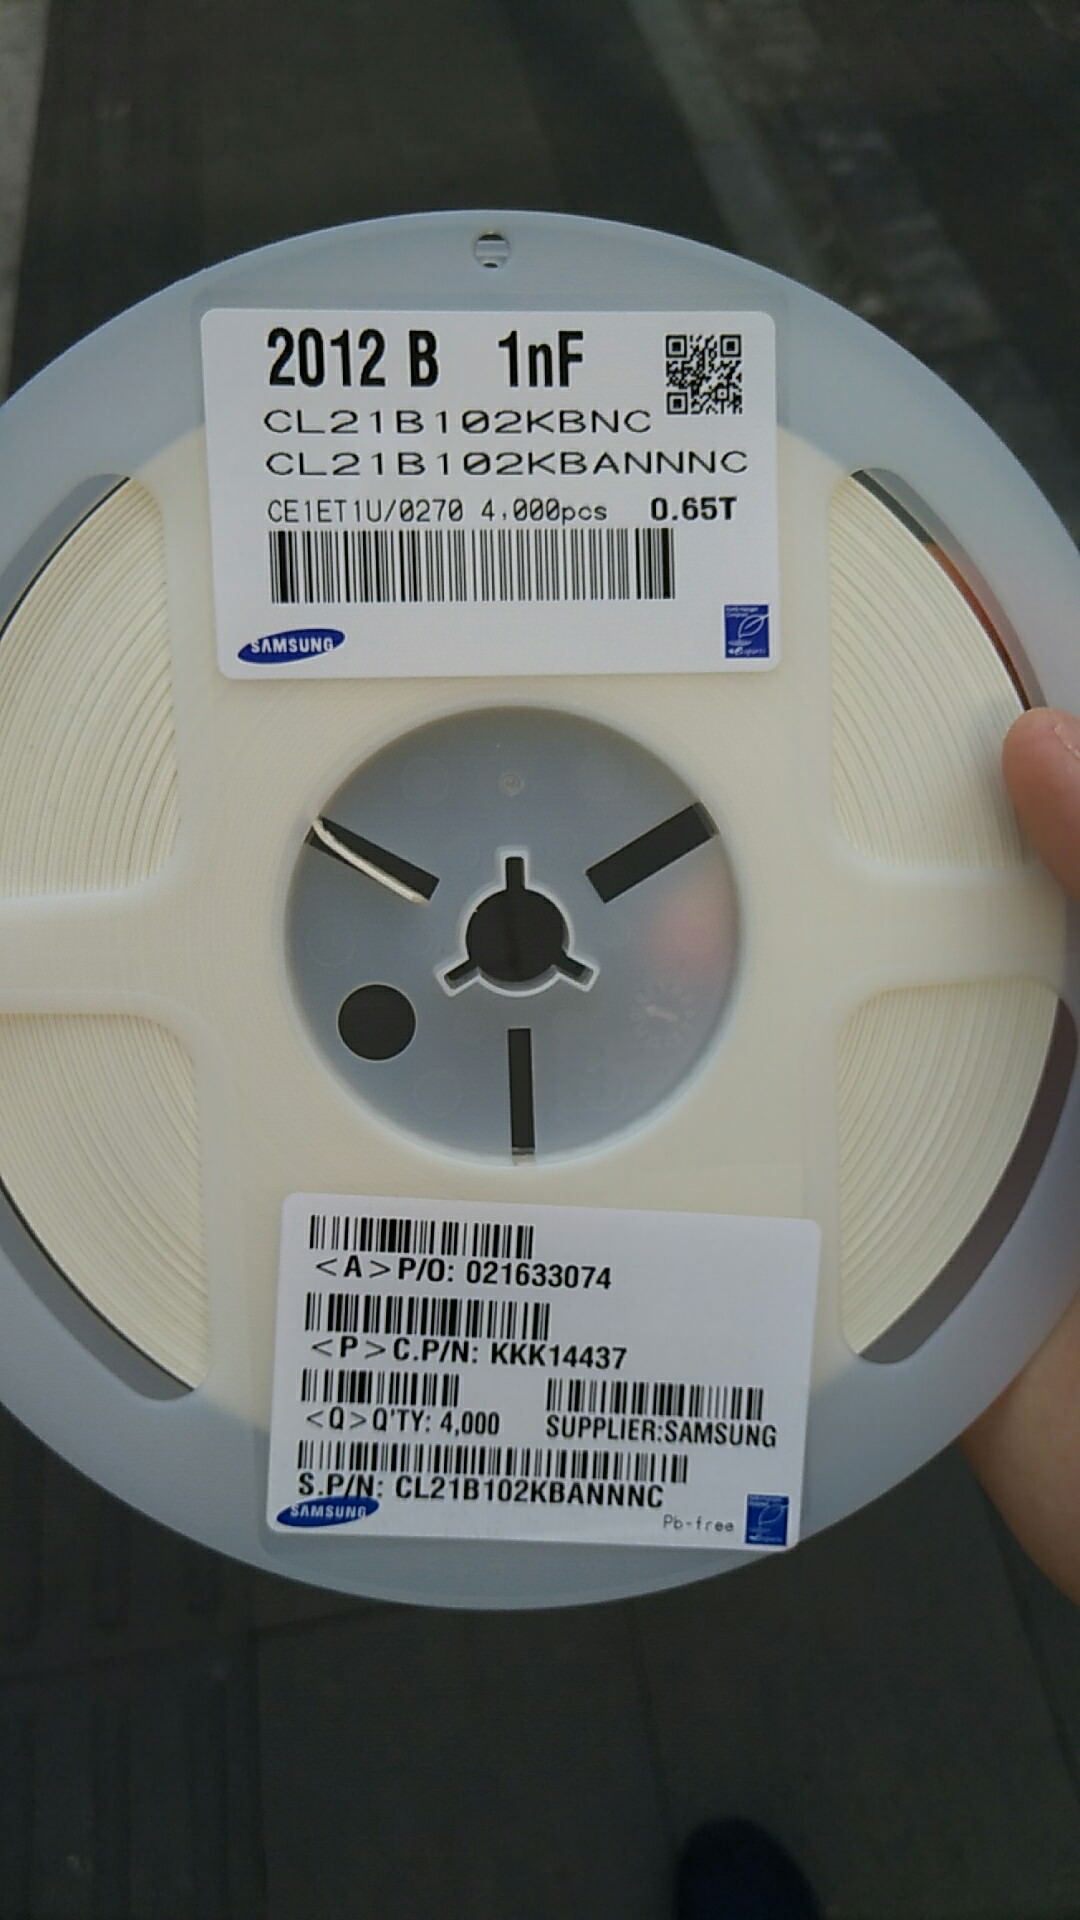 2012 B 1nF
CL21B102KBNC
CL21B102KBANNNC
CE1ET1U/0270 4,000pcs 0.65T
SAMSUNG
<A>P/O: 021633074
<P>C.P/N: KKK14437
<Q>Q'TY: 4,000 SUPPLIER:SAMSUNG
S.P/N: CL21B102KBANNNC
SAMSUNG
Pb-free